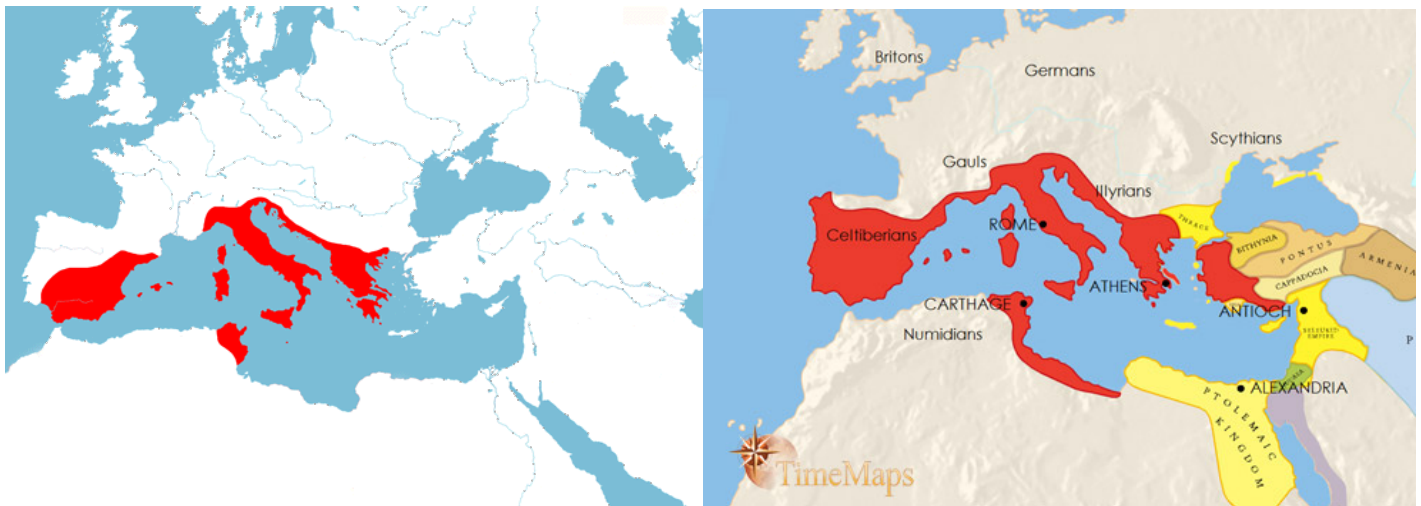 Britons
Germans
Scythians
Gauls
Illyrians
THRACE
Celtiberians
ROME
BITHYNIA
PONTUS
ARMENIA
CAPPADOCIA
ATHENS
CARTHAGE
ANTIOCH
Numidians
EMPIRE
P
ALEXANDRIA
PTOLEMAIC
KINGDOM
TimeMaps